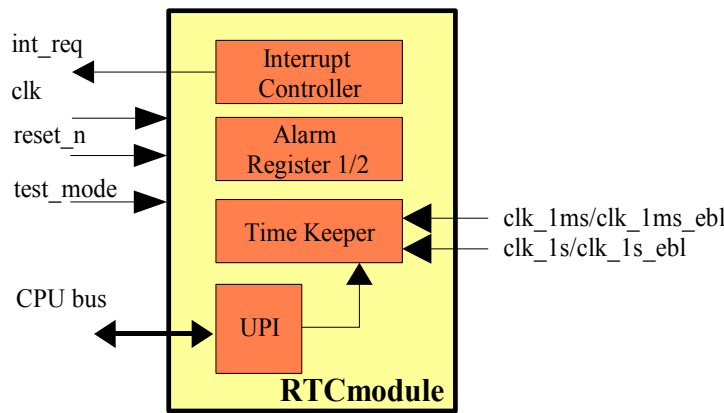 int_req
clk
reset_n
test_mode
CPU bus
Interrupt
Controller
Alarm
Register 1/2
Time Keeper
UPI
clk_1ms/clk_1ms_ebl
clk_1s/clk_1s_ebl
RTCmodule